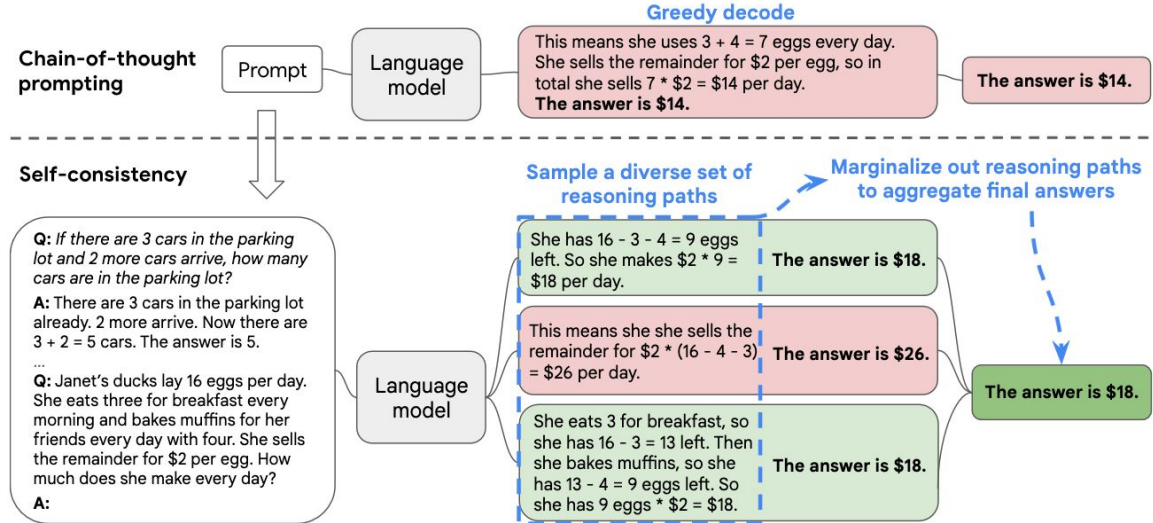 Greedy decode
Chain-of-thought
prompting
Prompt
Language
model
This means she uses 3 + 4 = 7 eggs every day.
She sells the remainder for $2 per egg, so in
total she sells 7 * $2 = $14 per day.
The answer is $14.
The answer is $14.
Self-consistency
Sample a diverse set of
reasoning paths
Marginalize out reasoning paths
to aggregate final answers
Q: If there are 3 cars in the parking
lot and 2 more cars arrive, how many
cars are in the parking lot?
A: There are 3 cars in the parking lot
already. 2 more arrive. Now there are
3 + 2 = 5 cars. The answer is 5.
...
Q: Janet's ducks lay 16 eggs per day.
She eats three for breakfast every
morning and bakes muffins for her
friends every day with four. She sells
the remainder for $2 per egg. How
much does she make every day?
A:
Language
model
She has 16 - 3 - 4 = 9 eggs
left. So she makes $2 * 9 =
$18 per day.
The answer is $18.
This means she she sells the
remainder for $2 * (16 - 4 - 3)
= $26 per day.
The answer is $26.
She eats 3 for breakfast, so
she has 16 - 3 = 13 left. Then
she bakes muffins, so she
has 13 - 4 = 9 eggs left. So
she has 9 eggs * $2 = $18.
The answer is $18.
The answer is $18.